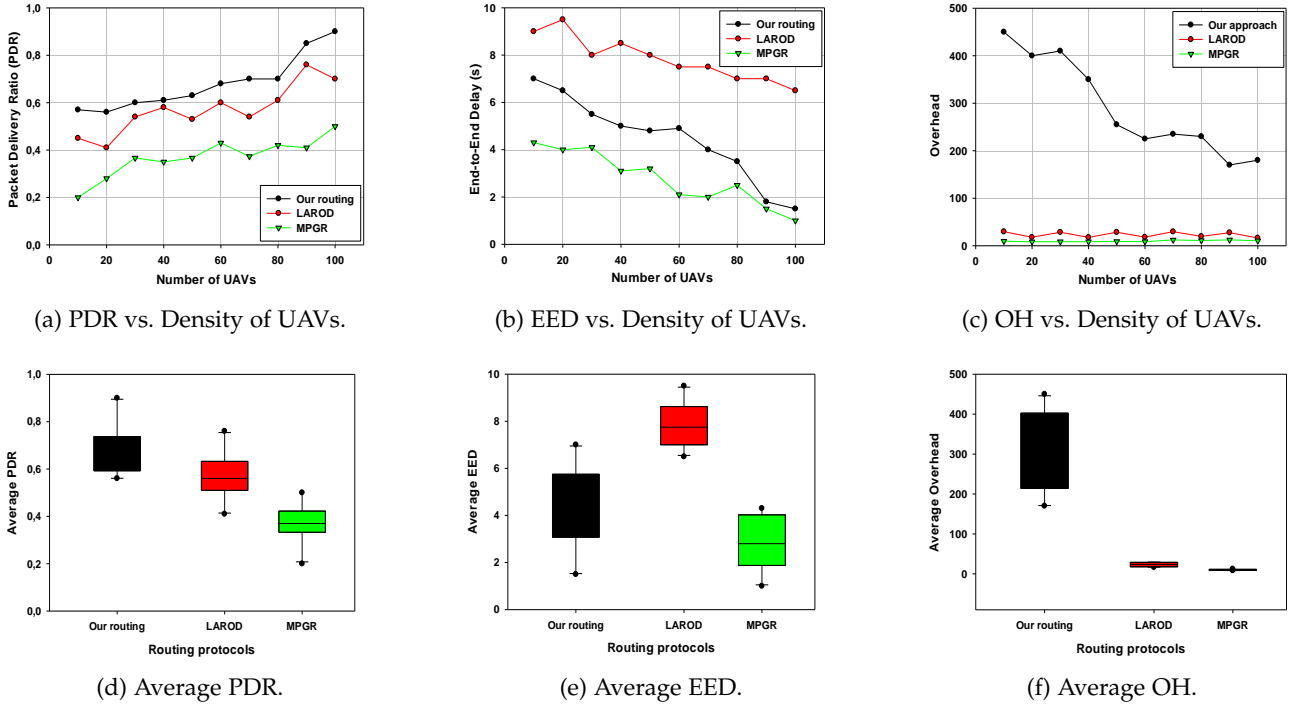 Packet Delivery Ratio (PDR)
1,0
0,8
0,6
0,4
0,2
0,0
Our routing
LAROD
MPGR
0 20 40 60 80 100
Number of UAVs
(a) PDR vs. Density of UAVs.
End-to-End Delay (s)
10
8
6
4
2
0
Our routing
LAROD
MPGR
0 20 40 60 80 100
Number of UAVs
(b) EED vs. Density of UAVs.
Overhead
500
400
300
200
100
0
Our approach
LAROD
MPGR
0 20 40 60 80 100
Number of UAVs
(c) OH vs. Density of UAVs.
Average PDR
1,0
0,8
0,6
0,4
0,2
0,0
Our routing LAROD MPGR
Routing protocols
(d) Average PDR.
Average EED
10
8
6
4
2
0
Our routing LAROD MPGR
Routing protocols
(e) Average EED.
Average Overhead
500
400
300
200
100
0
Our routing LAROD MPGR
Routing protocols
(f) Average OH.